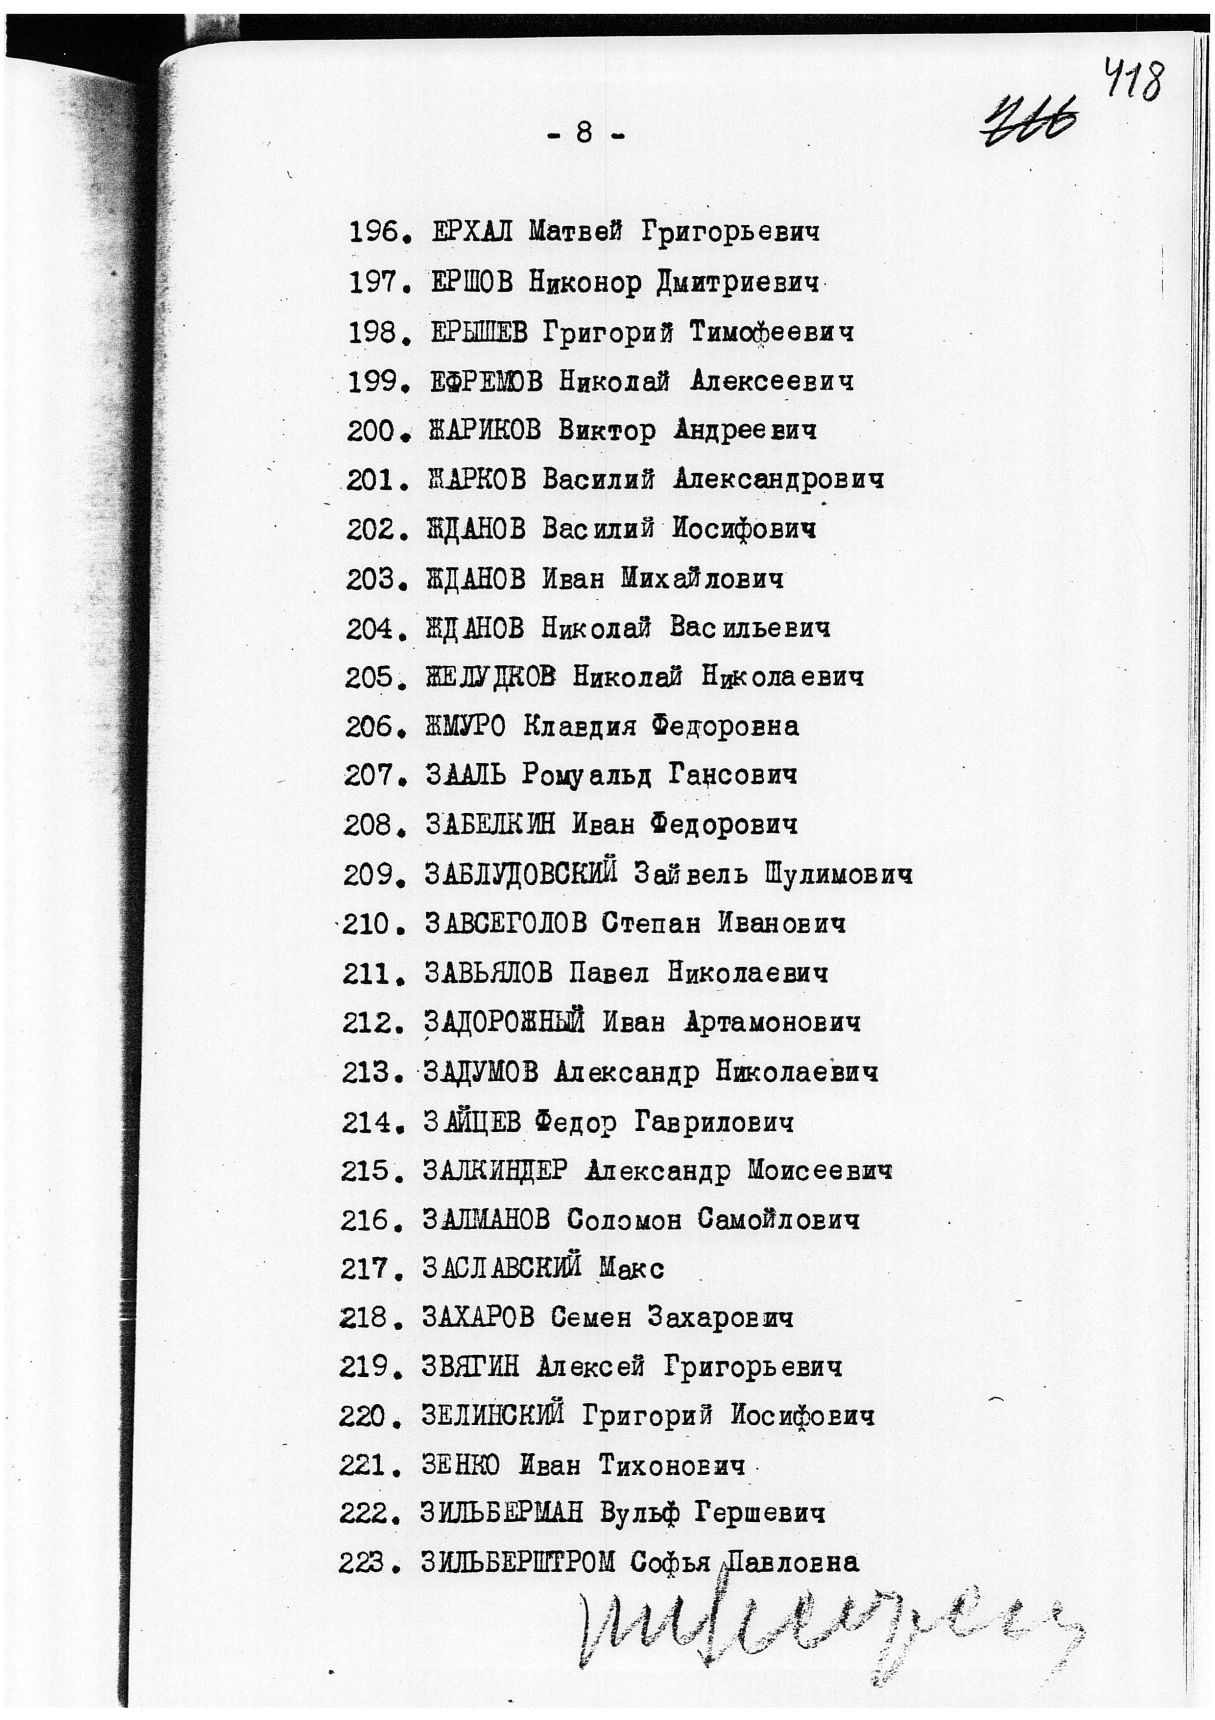 418
- 8 -
196. ЕРХАЛ Матвей Григорьевич
197. ЕРШОВ Никонор Дмитриевич
198. ЕРЫШЕВ Григорий Тимофеевич
199. ЕФРЕМОВ Николай Алексеевич
200. ЖАРИКОВ Виктор Андреевич
201. ЖАРКОВ Василий Александрович
202. ЖДАНОВ Василий Иосифович
203. ЖДАНОВ Иван Михайлович
204. ЖДАНОВ Николай Васильевич
205. ЖЕЛУДКОВ Николай Николаевич
206. ЖМУРО Клавдия Федоровна
207. ЗААЛЬ Ромуальд Гансович
208. ЗАБЕЛКИН Иван Федорович
209. ЗАБЛУДОВСКИЙ Зайвель Шулимович
210. ЗАВСЕГОЛОВ Степан Иванович
211. ЗАВЬЯЛОВ Павел Николаевич
212. ЗАДОРОЖНЫЙ Иван Артамонович
213. ЗАДУМОВ Александр Николаевич
214. ЗАЙЦЕВ Федор Гаврилович
215. ЗАЛКИНДЕР Александр Моисеевич
216. ЗАЛМАНОВ Соломон Самойлович
217. ЗАСЛАВСКИЙ Макс
218. ЗАХАРОВ Семен Захарович
219. ЗВЯГИН Алексей Григорьевич
220. ЗЕЛИНСКИЙ Григорий Иосифович
221. ЗЕНКО Иван Тихонович
222. ЗИЛЬБЕРМАН Вульф Гершевич
223. ЗИЛЬБЕРШТРОМ Софья Павловна